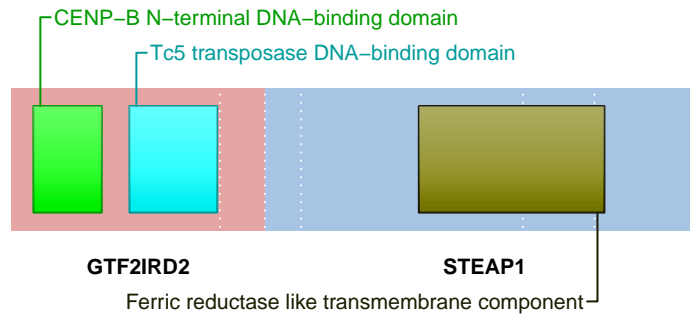 CENP−B N−terminal DNA−binding domain
Tc5 transposase DNA−binding domain
GTF2IRD2 STEAP1
Ferric reductase like transmembrane component